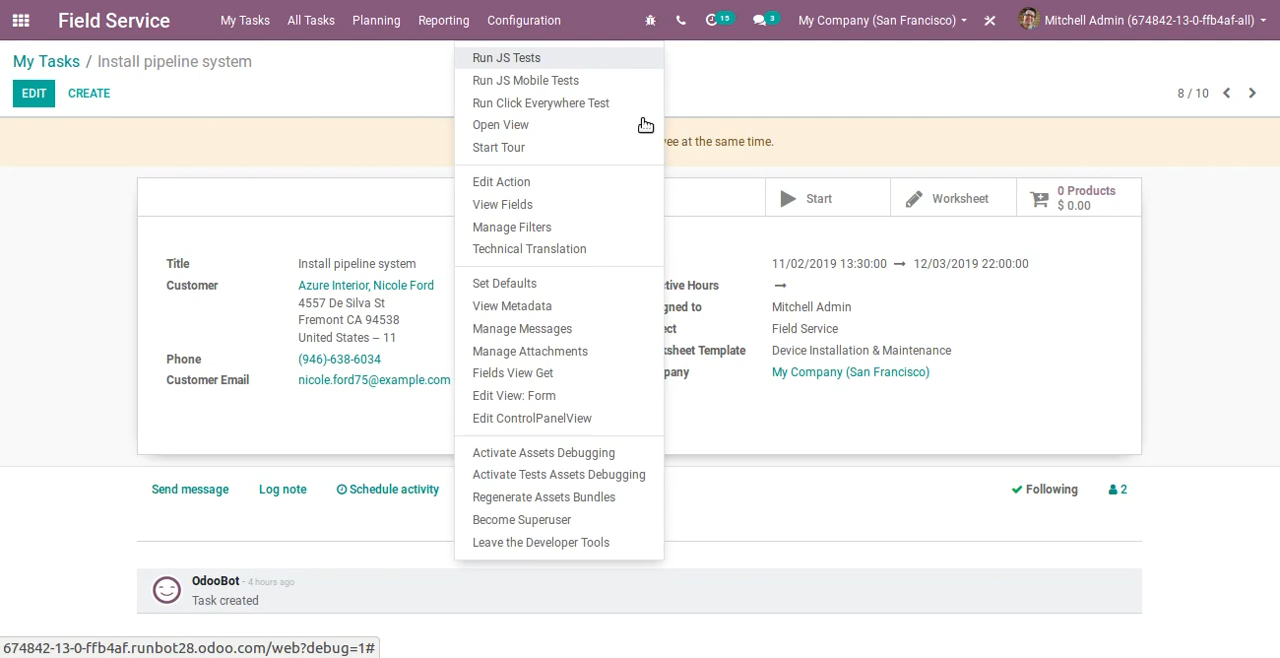 Field Service My Tasks All Tasks Planning Reporting Configuration 15 3 My Company (San Francisco) Mitchell Admin (674842-13-0-ffb4af-all)
My Tasks / Install pipeline system
EDIT CREATE 8 / 10
at the same time.
Run JS Tests
Run JS Mobile Tests
Run Click Everywhere Test
Open View
Start Tour
Edit Action
View Fields
Manage Filters
Technical Translation
Set Defaults
View Metadata
Manage Messages
Manage Attachments
Fields View Get
Edit View: Form
Edit ControlPanelView
Activate Assets Debugging
Activate Tests Assets Debugging
Regenerate Assets Bundles
Become Superuser
Leave the Developer Tools
Start Worksheet 0 Products
$ 0.00
Title Install pipeline system
Customer Azure Interior, Nicole Ford
4557 De Silva St
Fremont CA 94538
United States – 11
Phone (946)-638-6034
Customer Email nicole.ford75@example.com
11/02/2019 13:30:00 → 12/03/2019 22:00:00
Hours →
to Mitchell Admin
Field Service
Template Device Installation & Maintenance
My Company (San Francisco)
Send message Log note Schedule activity Following 2
OdooBot - 4 hours ago
Task created
674842-13-0-ffb4af.runbot28.odoo.com/web?debug=1#